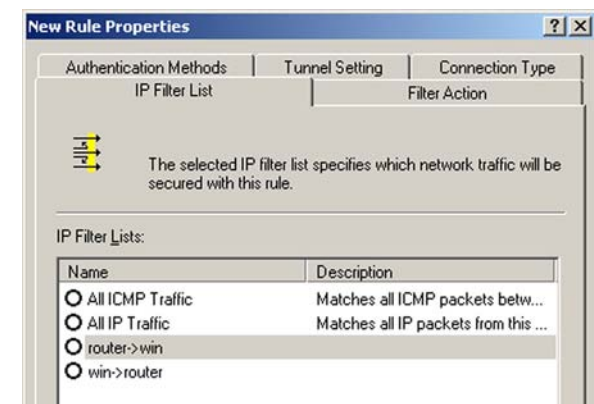 New Rule Properties
Authentication Methods Tunnel Setting Connection Type
IP Filter List Filter Action
The selected IP filter list specifies which network traffic will be
secured with this rule.
IP Filter Lists:
Name Description
All ICMP Traffic Matches all ICMP packets betw...
All IP Traffic Matches all IP packets from this ...
router->win
win->router